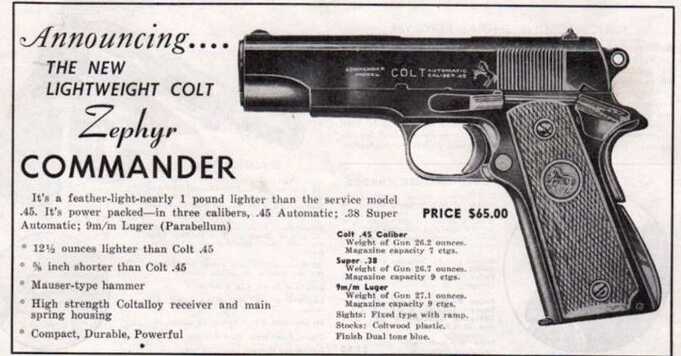 Announcing....
THE NEW
LIGHTWEIGHT COLT
Zephyr
COMMANDER
It's a feather-light-nearly 1 pound lighter than the service model
.45. It's power packed—in three calibers, .45 Automatic; .38 Super
Automatic; 9m/m Luger (Parabellum)
* 12½ ounces lighter than Colt .45
* ⅝ inch shorter than Colt .45
* Mauser-type hammer
* High strength Coltalloy receiver and main
spring housing
* Compact, Durable, Powerful
COMMANDER
MODEL
COLT
AUTOMATIC
CALIBER .45
PRICE $65.00
Colt .45 Caliber
Weight of Gun 26.2 ounces.
Magazine capacity 7 ctgs.
Super .38
Weight of Gun 26.7 ounces.
Magazine capacity 9 ctgs.
9m/m Luger
Weight of Gun 27.1 ounces.
Magazine capacity 9 ctgs.
Sights: Fixed type with ramp.
Stocks: Coltwood plastic.
Finish Dual tone blue.